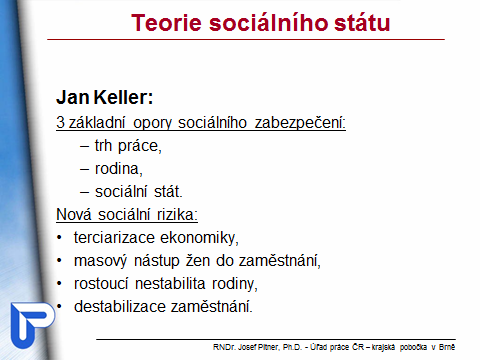 Teorie sociálního státu
Jan Keller:
3 základní opory sociálního zabezpečení:
– trh práce,
– rodina,
– sociální stát.
Nová sociální rizika:
• terciarizace ekonomiky,
• masový nástup žen do zaměstnání,
• rostoucí nestabilita rodiny,
• destabilizace zaměstnání.
RNDr. Josef Pitner, Ph.D. - Úřad práce ČR – krajská pobočka v Brně